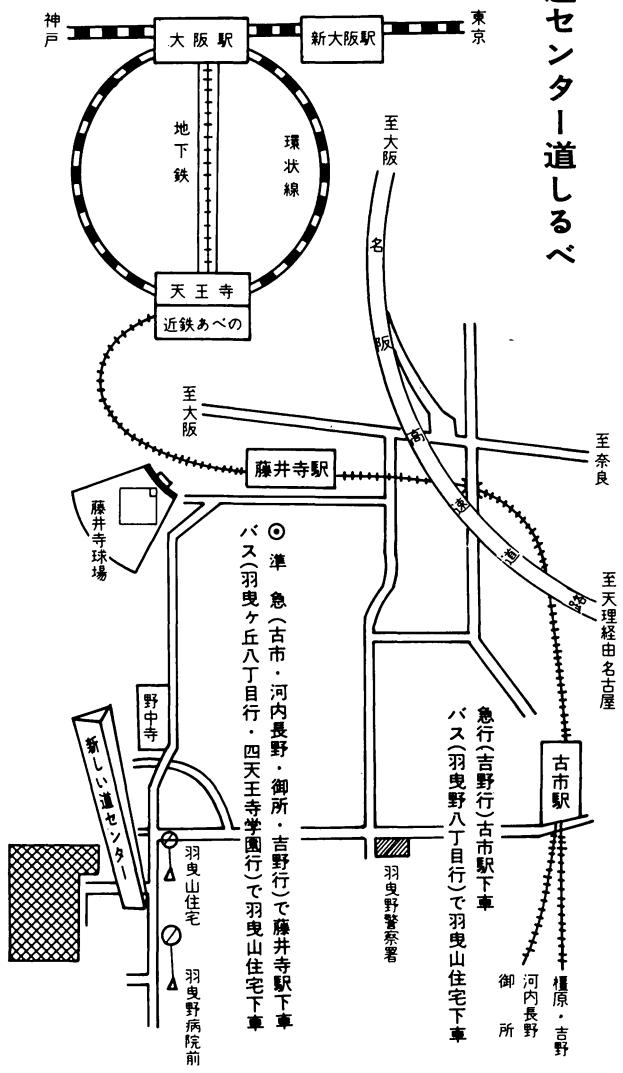 センター道しるべ
東京
神戸
大阪駅
新大阪駅
環状線
地下鉄
至大阪
天王寺
近鉄あべの
名阪高速道路
至大阪
至奈良
藤井寺駅
藤井寺球場
至天理経由名古屋
◎準 急(古市・河内長野・御所・吉野行)で藤井寺駅下車
バス(羽曳ヶ丘八丁目行・四天王寺学園行)で羽曳山住宅下車
急行(吉野行)古市駅下車
バス(羽曳野八丁目行)で羽曳山住宅下車
野中寺
古市駅
新しい道センター
羽曳山住宅
羽曳野警察署
羽曳野病院前
橿原・吉野
河内長野
御所